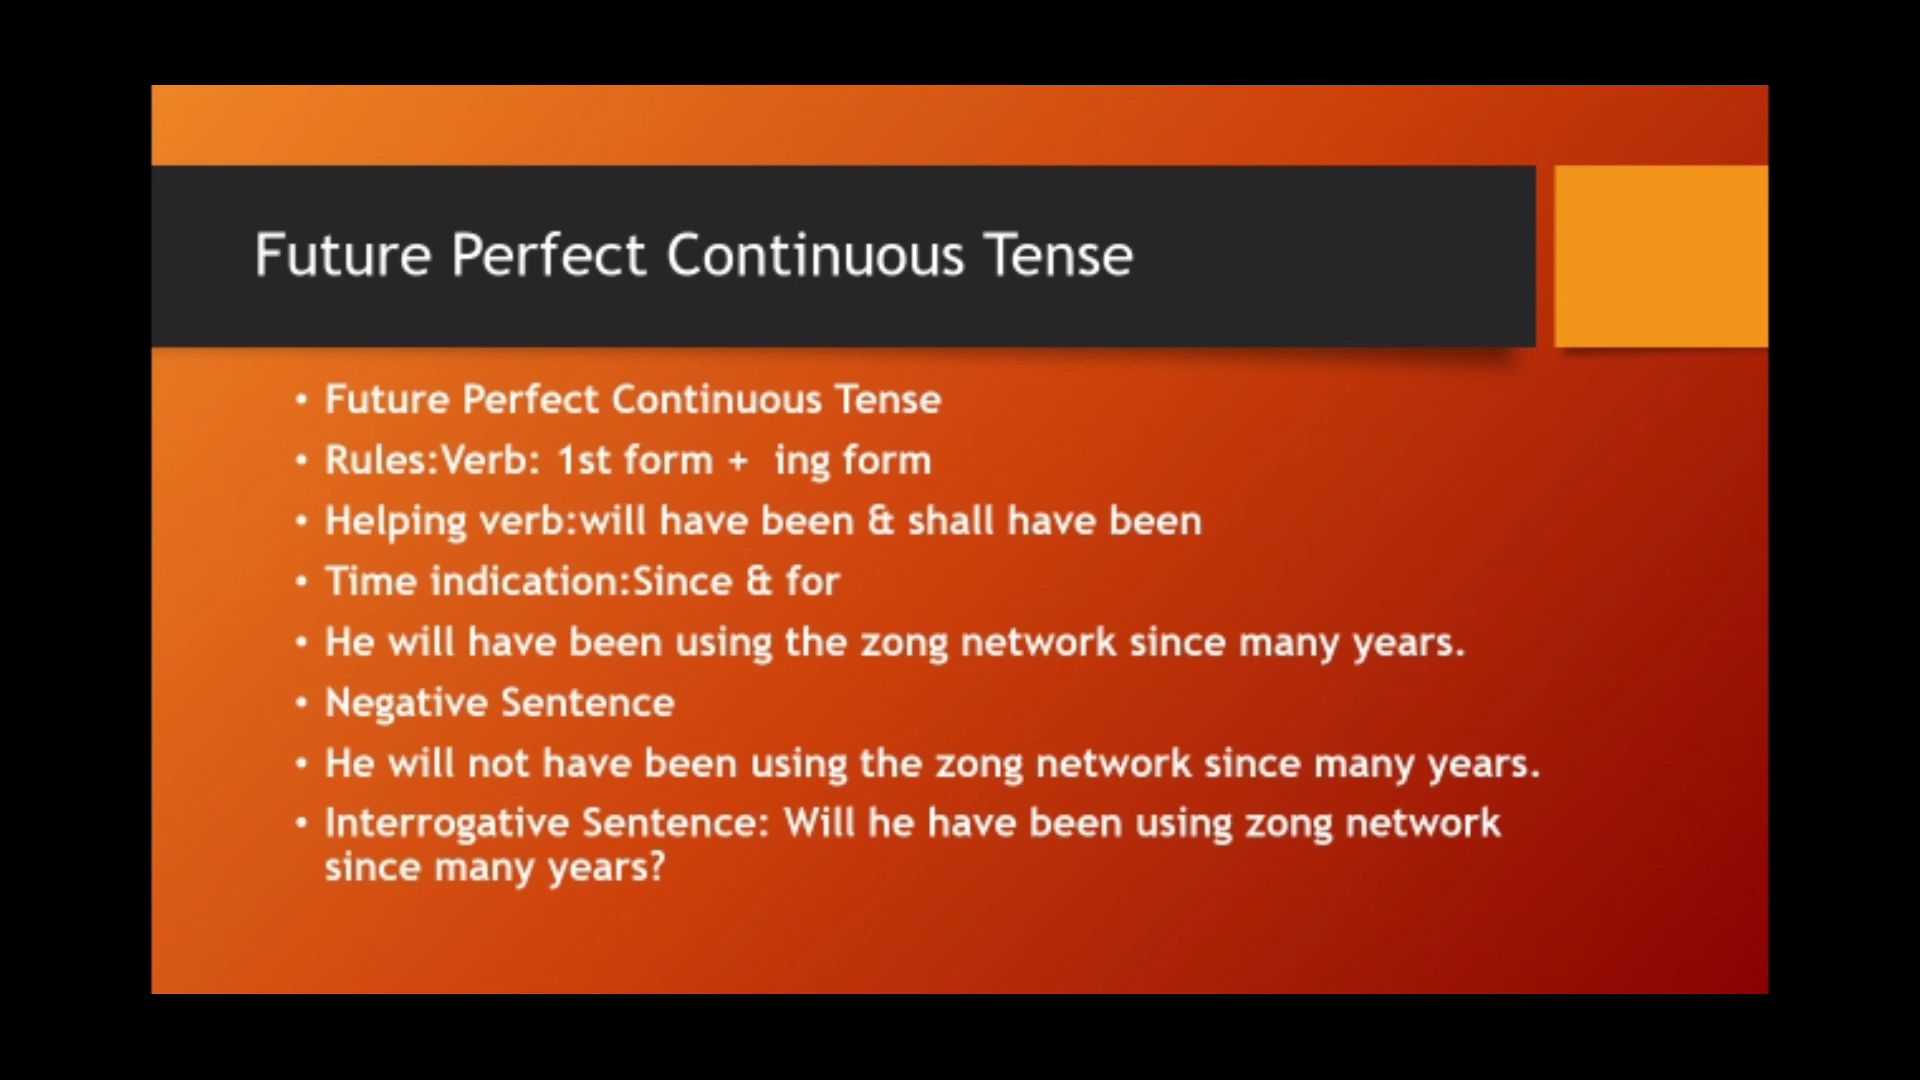 Future Perfect Continuous Tense
• Future Perfect Continuous Tense
• Rules:Verb: 1st form +  ing form
• Helping verb:will have been & shall have been
• Time indication:Since & for
• He will have been using the zong network since many years.
• Negative Sentence
• He will not have been using the zong network since many years.
• Interrogative Sentence: Will he have been using zong network
since many years?